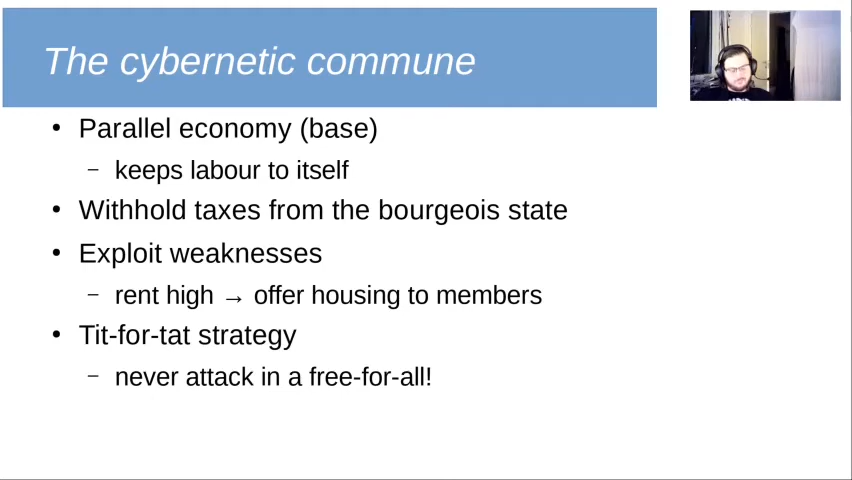 The cybernetic commune
• Parallel economy (base)
– keeps labour to itself
• Withhold taxes from the bourgeois state
• Exploit weaknesses
– rent high → offer housing to members
• Tit-for-tat strategy
– never attack in a free-for-all!